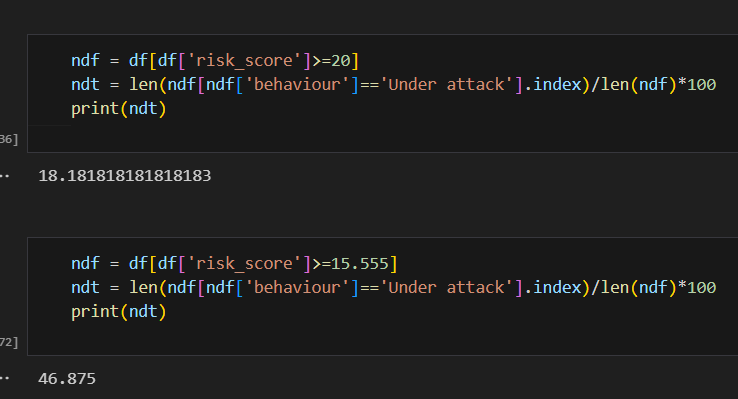 ndf = df[df['risk_score']>=20]
ndt = len(ndf[ndf['behaviour']=='Under attack'].index)/len(ndf)*100
print(ndt)
36]
18.181818181818183
ndf = df[df['risk_score']>=15.555]
ndt = len(ndf[ndf['behaviour']=='Under attack'].index)/len(ndf)*100
print(ndt)
72]
46.875